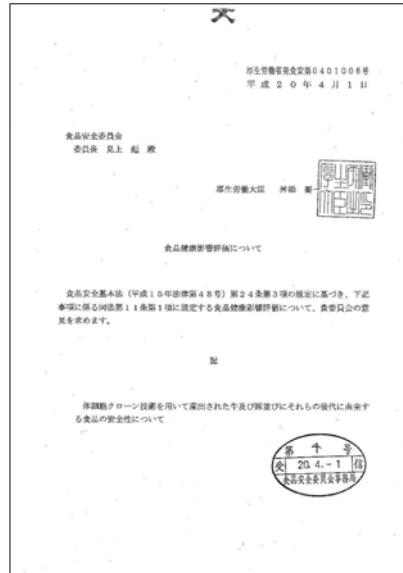 厚生労働省発食安第0401006号
平成20年4月1日
食品安全委員会
委員長 見上 彪 殿
厚生労働大臣 舛添 要一
食品健康影響評価について
食品安全基本法（平成15年法律第48号）第24条第3項の規定に基づき、下記
事項に係る同法第11条第1項に規定する食品健康影響評価について、貴委員会の意
見を求めます。
記
体細胞クローン技術を用いて産出された牛及び豚並びにそれらの後代に由来す
る食品の安全性について
第 号
受 20.4.-1 信
食品安全委員会事務局